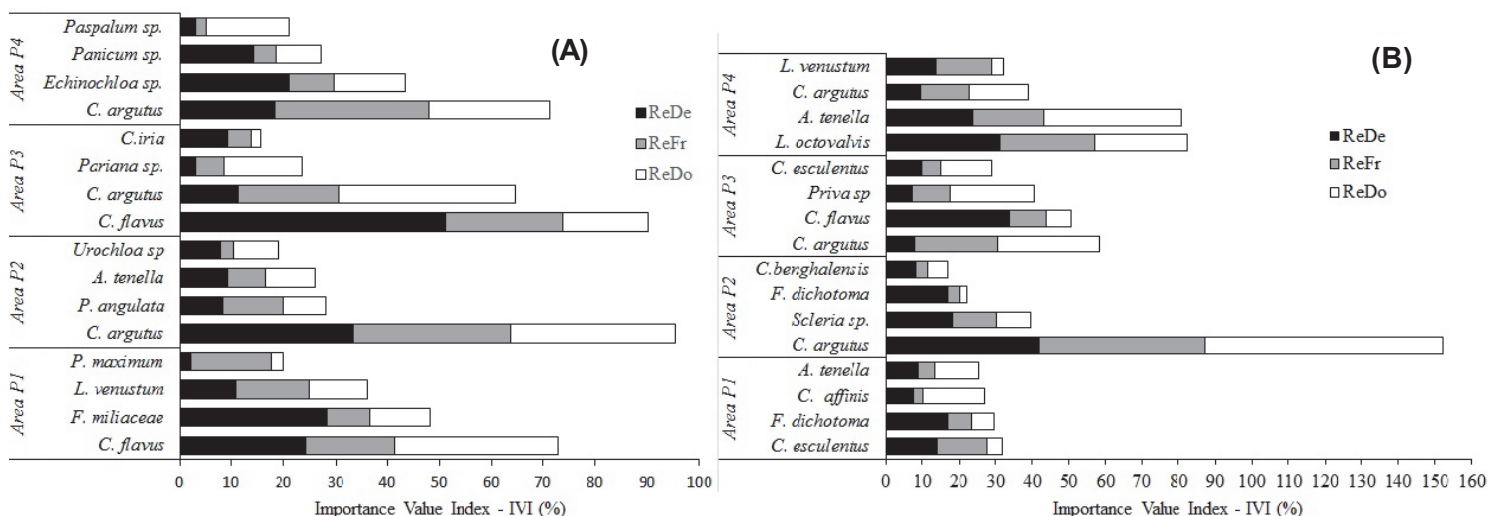 (A)
Area P4
Paspalum sp.
Panicum sp.
Echinochloa sp.
C. argutus
Area P3
C.iria
Pariana sp.
C. argutus
C. flavus
Area P2
Urochloa sp
A. tenella
P. angulata
C. argutus
Area P1
P. maximum
L. venustum
F. miliaceae
C. flavus
ReDe
ReFr
ReDo
0 10 20 30 40 50 60 70 80 90 100
Importance Value Index - IVI (%)
(B)
Area P4
L. venustum
C. argutus
A. tenella
L. octovalvis
Area P3
C. esculentus
Priva sp
C. flavus
C. argutus
Area P2
C.benghalensis
F. dichotoma
Scleria sp.
C. argutus
Area P1
A. tenella
C. affinis
F. dichotoma
C. esculentus
ReDe
ReFr
ReDo
0 10 20 30 40 50 60 70 80 90 100 110 120 130 140 150 160
Importance Value Index - IVI (%)